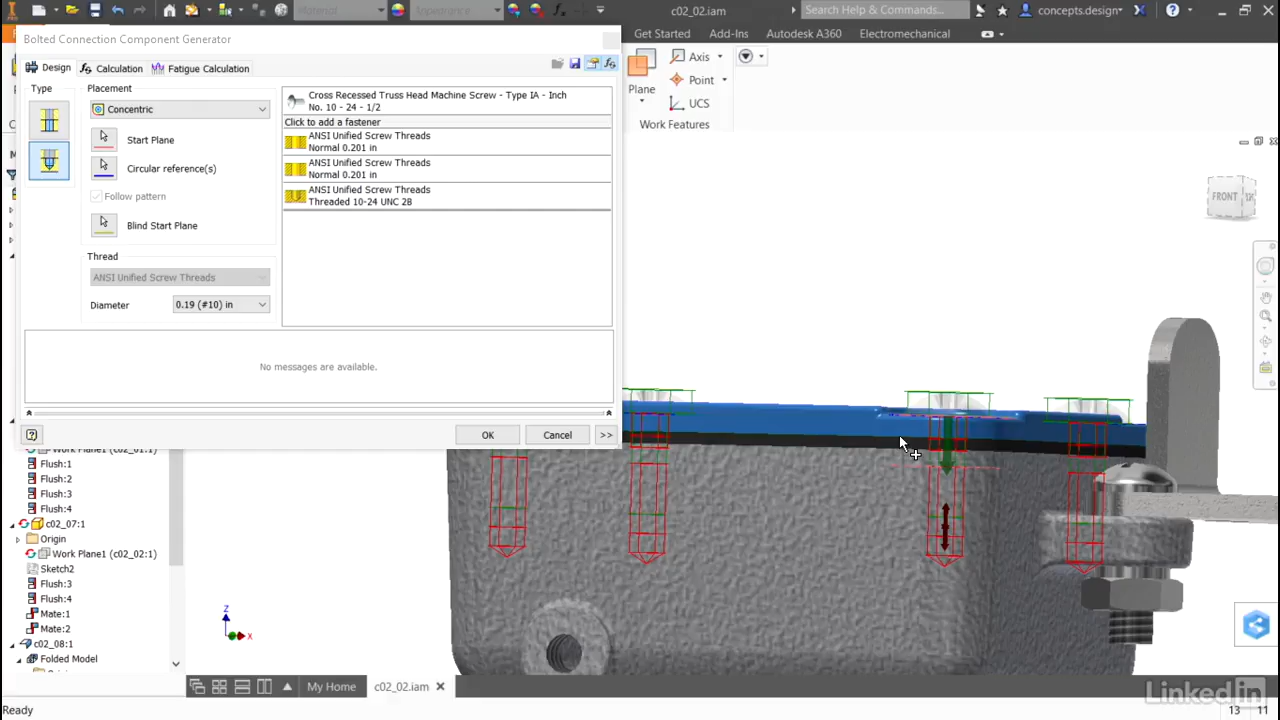 Material
Appearance
c02_02.iam
Search Help & Commands...
concepts.design
Get Started
Add-Ins
Autodesk A360
Electromechanical
Bolted Connection Component Generator
Design
Calculation
Fatigue Calculation
Type
Placement
Concentric
Start Plane
Circular reference(s)
Follow pattern
Blind Start Plane
Thread
ANSI Unified Screw Threads
Diameter
0.19 (#10) in
Cross Recessed Truss Head Machine Screw - Type IA - Inch
No. 10 - 24 - 1/2
Click to add a fastener
ANSI Unified Screw Threads
Normal 0.201 in
ANSI Unified Screw Threads
Normal 0.201 in
ANSI Unified Screw Threads
Threaded 10-24 UNC 2B
No messages are available.
OK
Cancel
>>
Plane
Axis
Point
UCS
Work Features
FRONT
Work Plane1 (c02_01:1)
Flush:1
Flush:2
Flush:3
Flush:4
c02_07:1
Origin
Work Plane1 (c02_02:1)
Sketch2
Flush:3
Flush:4
Mate:1
Mate:2
c02_08:1
Folded Model
Z
X
My Home
c02_02.iam
Ready
13
11
LinkedIn